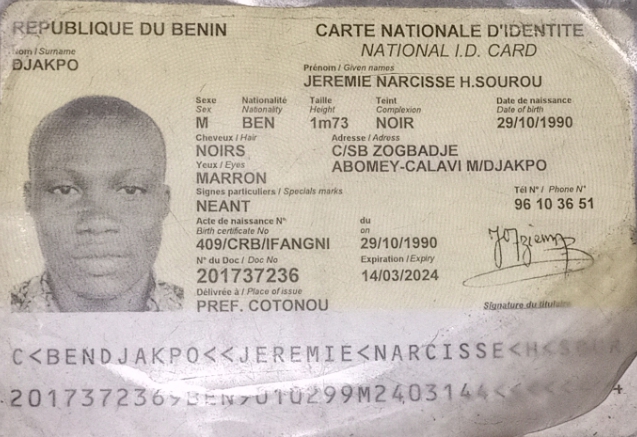 REPUBLIQUE DU BENIN
CARTE NATIONALE D'IDENTITE
NATIONAL I.D. CARD
Nom / Surname
DJAKPO
Prénom / Given names
JEREMIE NARCISSE H.SOUROU
Sexe Nationalité Taille Teint Date de naissance
Sex Nationality Height Complexion Date of birth
M BEN 1m73 NOIR 29/10/1990
Cheveux / Hair Adresse / Adress
NOIRS C/SB ZOGBADJE
Yeux / Eyes ABOMEY-CALAVI M/DJAKPO
MARRON
Signes particuliers / Specials marks Tél N° / Phone N°
NEANT 96 10 36 51
Acte de naissance N° du
Birth certificate No on
409/CRB/IFANGNI 29/10/1990
N° du Doc / Doc No Expiration / Expiry
201737236 14/03/2024
Délivrée à / Place of issue
PREF. COTONOU
Signature du titulaire
C<BENDJAKPO<<JEREMIE<NARCISSE<H<SOUR
2017372369BEN9010299M2403144<<<<<